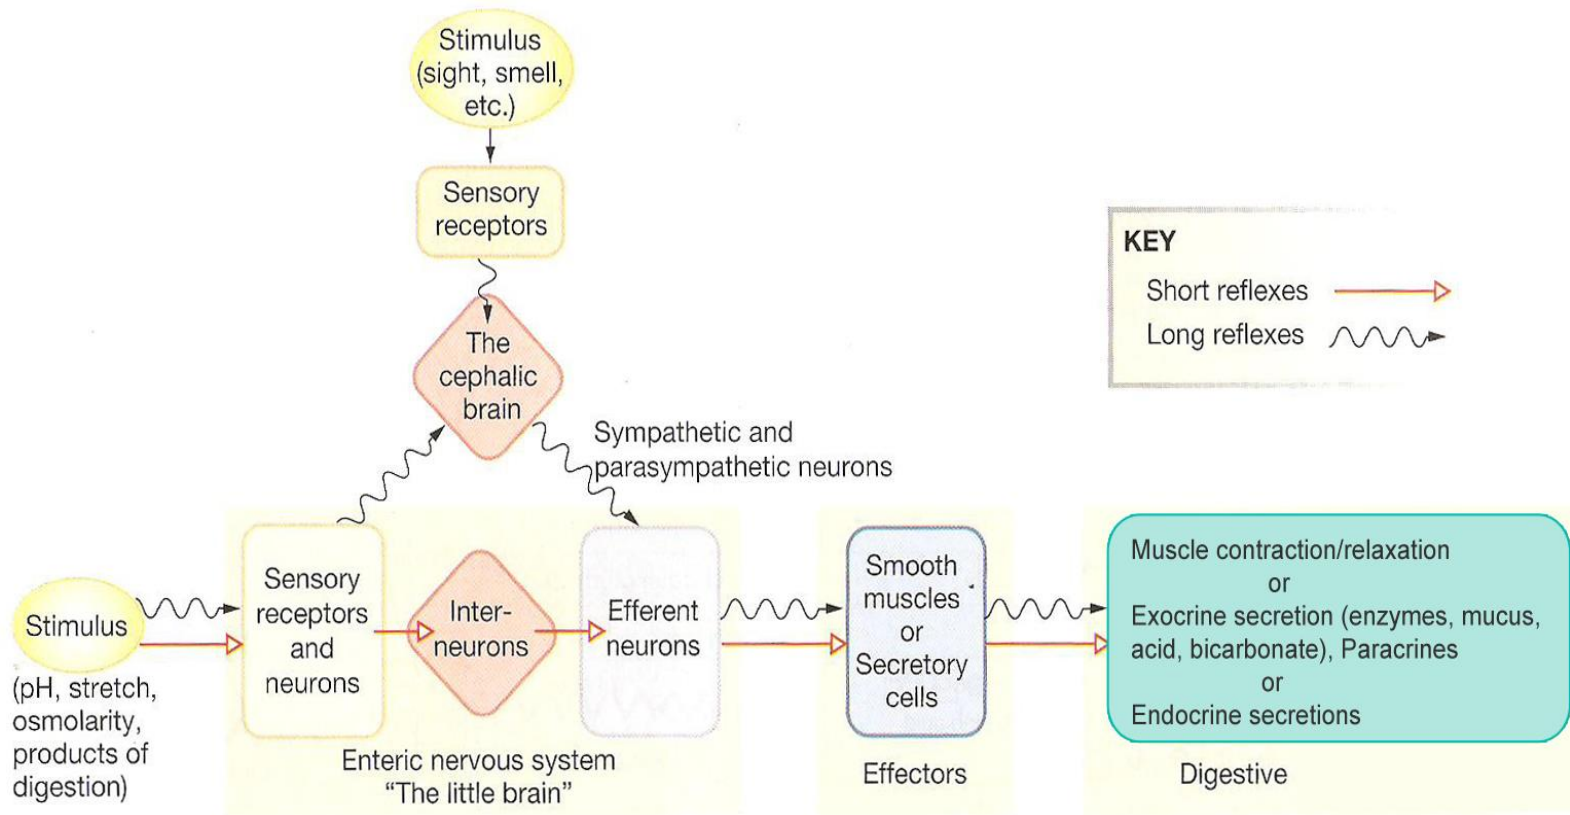 Stimulus
(sight, smell,
etc.)
Sensory
receptors
The
cephalic
brain
KEY
Short reflexes
Long reflexes
Sympathetic and
parasympathetic neurons
Stimulus
(pH, stretch,
osmolarity,
products of
digestion)
Sensory
receptors
and
neurons
Inter-
neurons
Efferent
neurons
Enteric nervous system
“The little brain”
Smooth
muscles
or
Secretory
cells
Effectors
Muscle contraction/relaxation
or
Exocrine secretion (enzymes, mucus,
acid, bicarbonate), Paracrines
or
Endocrine secretions
Digestive